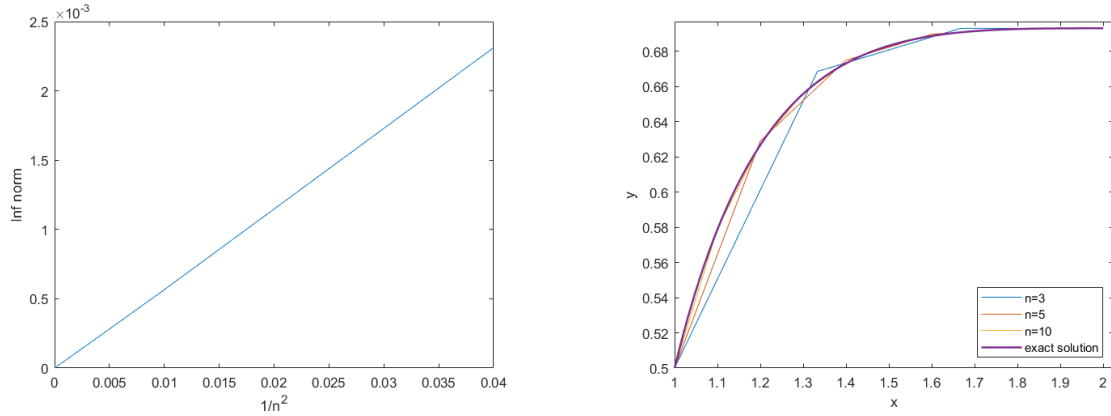 ×10⁻³
2.5
2
1.5
1
0.5
0
Inf norm
0 0.005 0.01 0.015 0.02 0.025 0.03 0.035 0.04
1/n²
0.68
0.66
0.64
0.62
0.6
0.58
0.56
0.54
0.52
0.5
y
1 1.1 1.2 1.3 1.4 1.5 1.6 1.7 1.8 1.9 2
x
n=3
n=5
n=10
exact solution